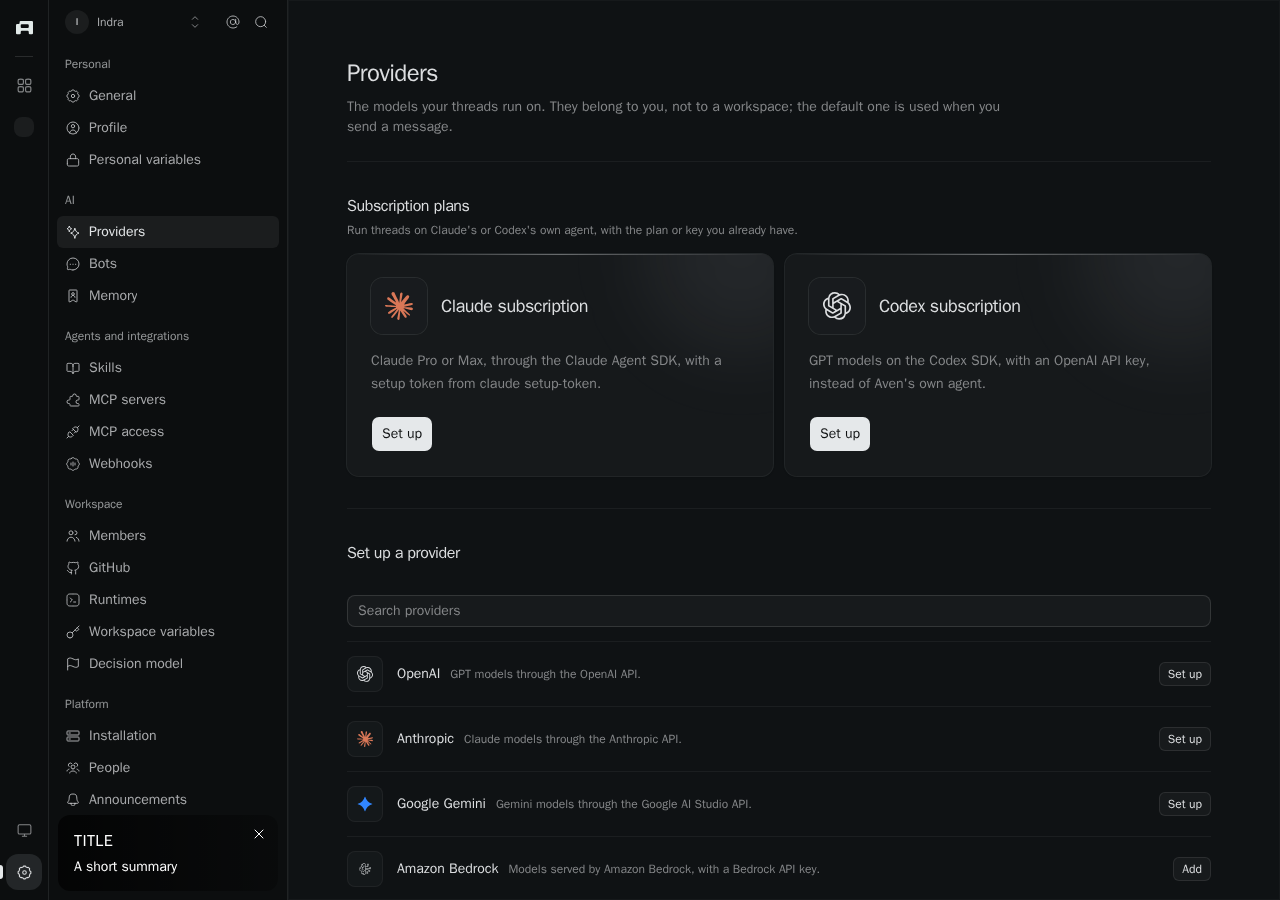 I Indra
Personal
General
Profile
Personal variables
AI
Providers
Bots
Memory
Agents and integrations
Skills
MCP servers
MCP access
Webhooks
Workspace
Members
GitHub
Runtimes
Workspace variables
Decision model
Platform
Installation
People
Announcements
TITLE
A short summary
Providers
The models your threads run on. They belong to you, not to a workspace; the default one is used when you
send a message.
Subscription plans
Run threads on Claude's or Codex's own agent, with the plan or key you already have.
Claude subscription
Claude Pro or Max, through the Claude Agent SDK, with a
setup token from claude setup-token.
Set up
Codex subscription
GPT models on the Codex SDK, with an OpenAI API key,
instead of Aven's own agent.
Set up
Set up a provider
Search providers
OpenAI GPT models through the OpenAI API. Set up
Anthropic Claude models through the Anthropic API. Set up
Google Gemini Gemini models through the Google AI Studio API. Set up
Amazon Bedrock Models served by Amazon Bedrock, with a Bedrock API key. Add